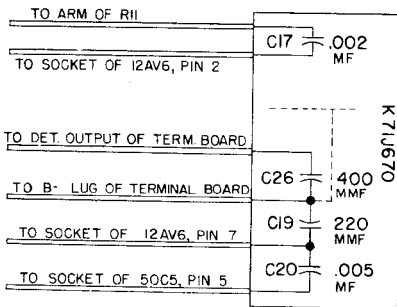 TO ARM OF R11
C17 .002 MF
TO SOCKET OF 12AV6, PIN 2
K71J670
TO DET. OUTPUT OF TERM. BOARD
C26 400 MMF
TO B- LUG OF TERMINAL BOARD
C19 220 MMF
TO SOCKET OF 12AV6, PIN 7
C20 .005 MF
TO SOCKET OF 50C5, PIN 5